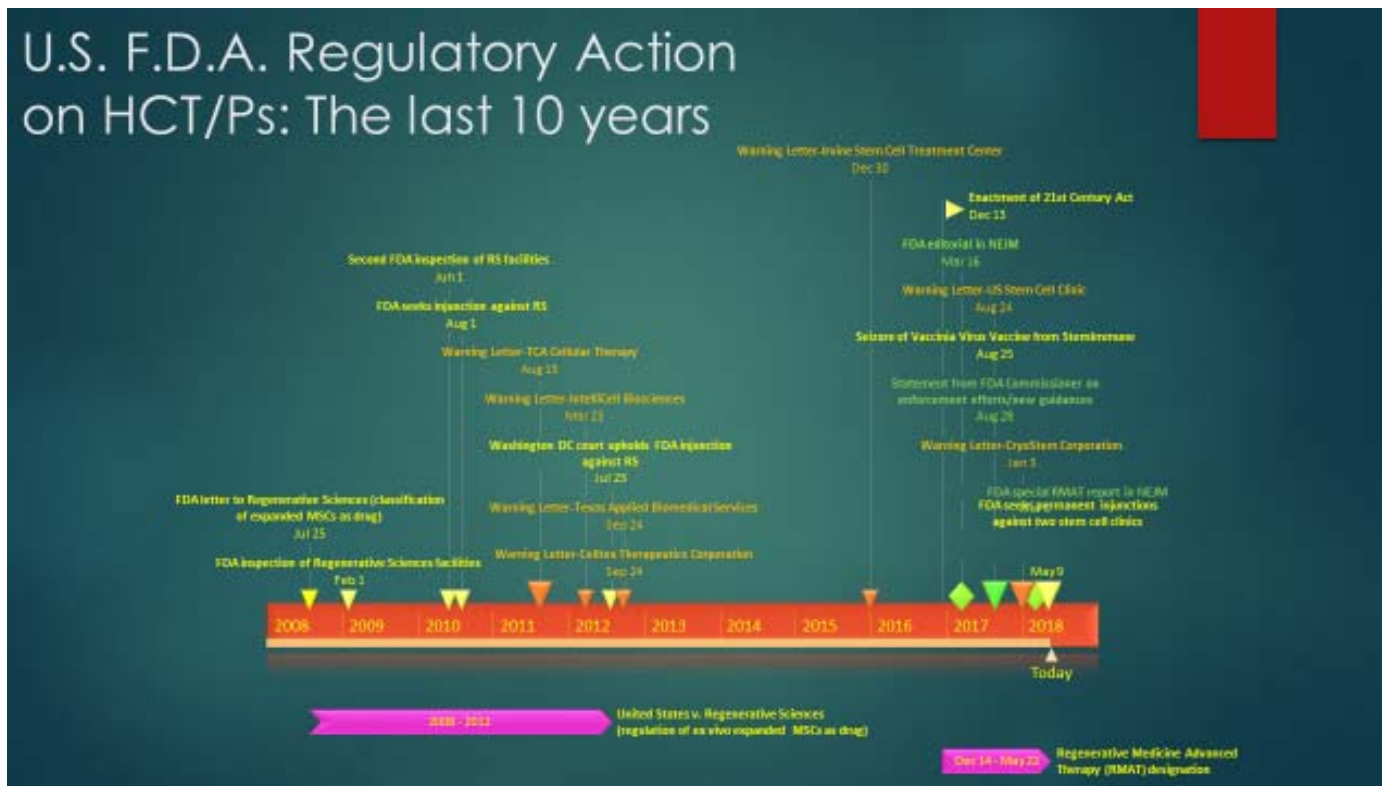 U.S. F.D.A. Regulatory Action
on HCT/Ps: The last 10 years
Warning Letter-Irvine Stem Cell Treatment Center
Dec 30
Enactment of 21st Century Act
Dec 13
FDA editorial in NEJM
Mar 16
Second FDA inspection of RS facilities
Jun 1
Warning Letter-US Stem Cell Clinic
Aug 24
FDA seeks injunction against RS
Aug 1
Seizure of Vaccinia Virus Vaccine from StemImmune
Aug 25
Warning Letter-TCA Cellular Therapy
Aug 13
Statement from FDA Commissioner on
enforcement efforts/new guidances
Aug 28
Warning Letter-IntelliCell Biosciences
Mar 23
Washington DC court upholds FDA injunction
against RS
Jul 23
Warning Letter-CryoStem Corporation
Jan 3
FDA letter to Regenerative Sciences (classification
of expanded MSCs as drug)
Jul 25
Warning Letter-Texas Applied Biomedical Services
Sep 24
FDA special RMAT report in NEJM
FDA seeks permanent injunctions
against two stem cell clinics
May 9
FDA inspection of Regenerative Sciences facilities
Feb 1
Warning Letter-Celltex Therapeutics Corporation
Sep 24
2008 2009 2010 2011 2012 2013 2014 2015 2016 2017 2018
Today
2008 - 2012
United States v. Regenerative Sciences
(regulation of ex vivo expanded MSCs as drug)
Dec 14 - May 22
Regenerative Medicine Advanced
Therapy (RMAT) designation